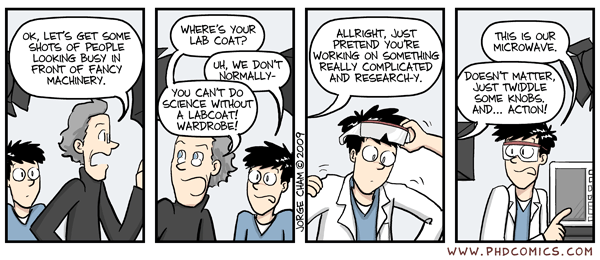 OK, LET'S GET SOME
SHOTS OF PEOPLE
LOOKING BUSY IN
FRONT OF FANCY
MACHINERY.
WHERE'S YOUR
LAB COAT?
UH, WE DON'T
NORMALLY-
YOU CAN'T DO
SCIENCE WITHOUT
A LABCOAT!
WARDROBE!
JORGE CHAM © 2009
ALLRIGHT, JUST
PRETEND YOU'RE
WORKING ON SOMETHING
REALLY COMPLICATED
AND RESEARCH-Y.
THIS IS OUR
MICROWAVE.
DOESN'T MATTER,
JUST TWIDDLE
SOME KNOBS.
AND... ACTION!
WWW.PHDCOMICS.COM